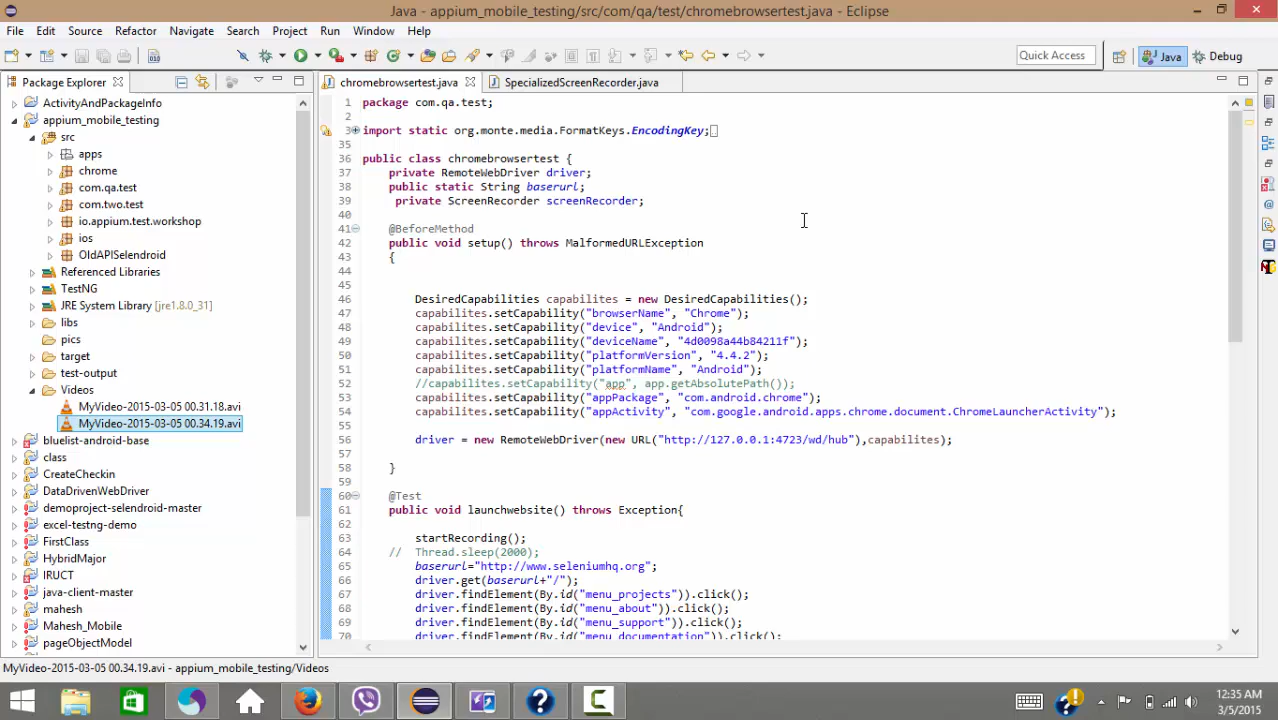 Java - appium_mobile_testing/src/com/qa/test/chromebrowsertest.java - Eclipse
File Edit Source Refactor Navigate Search Project Run Window Help
Quick Access Java Debug
Package Explorer
ActivityAndPackageInfo
appium_mobile_testing
src
apps
chrome
com.qa.test
com.two.test
io.appium.test.workshop
ios
OldAPISelendroid
Referenced Libraries
TestNG
JRE System Library [jre1.8.0_31]
libs
pics
target
test-output
Videos
MyVideo-2015-03-05 00.31.18.avi
MyVideo-2015-03-05 00.34.19.avi
bluelist-android-base
class
CreateCheckin
DataDrivenWebDriver
demoproject-selendroid-master
excel-testng-demo
FirstClass
HybridMajor
IRUCT
java-client-master
mahesh
Mahesh_Mobile
pageObjectModel
chromebrowsertest.java SpecializedScreenRecorder.java
1 package com.qa.test;
3 import static org.monte.media.FormatKeys.EncodingKey;
35
36 public class chromebrowsertest {
37 private RemoteWebDriver driver;
38 public static String baserurl;
39 private ScreenRecorder screenRecorder;
40
41 @BeforeMethod
42 public void setup() throws MalformedURLException
43 {
44
45
46 DesiredCapabilities capabilites = new DesiredCapabilities();
47 capabilites.setCapability("browserName", "Chrome");
48 capabilites.setCapability("device", "Android");
49 capabilites.setCapability("deviceName", "4d0098a44b84211f");
50 capabilites.setCapability("platformVersion", "4.4.2");
51 capabilites.setCapability("platformName", "Android");
52 //capabilites.setCapability("app", app.getAbsolutePath());
53 capabilites.setCapability("appPackage", "com.android.chrome");
54 capabilites.setCapability("appActivity", "com.google.android.apps.chrome.document.ChromeLauncherActivity");
55
56 driver = new RemoteWebDriver(new URL("http://127.0.0.1:4723/wd/hub"),capabilites);
57
58 }
59
60 @Test
61 public void launchwebsite() throws Exception{
62
63 startRecording();
64 // Thread.sleep(2000);
65 baserurl="http://www.seleniumhq.org";
66 driver.get(baserurl+"/");
67 driver.findElement(By.id("menu_projects")).click();
68 driver.findElement(By.id("menu_about")).click();
69 driver.findElement(By.id("menu_support")).click();
70 driver.findElement(By.id("menu_documentation")).click();
MyVideo-2015-03-05 00.34.19.avi - appium_mobile_testing/Videos
12:35 AM
3/5/2015